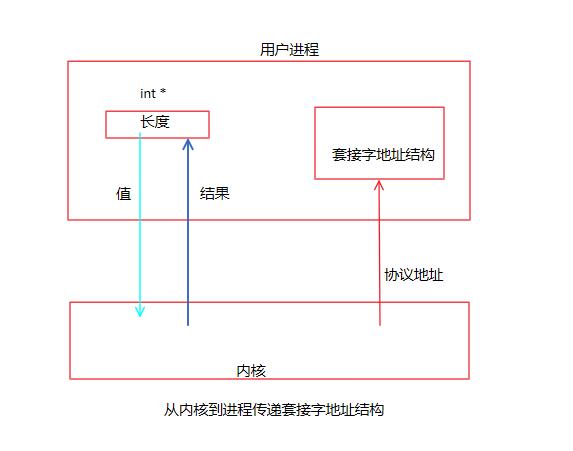 用户进程
int *
长度
套接字地址结构
值
结果
协议地址
内核
从内核到进程传递套接字地址结构